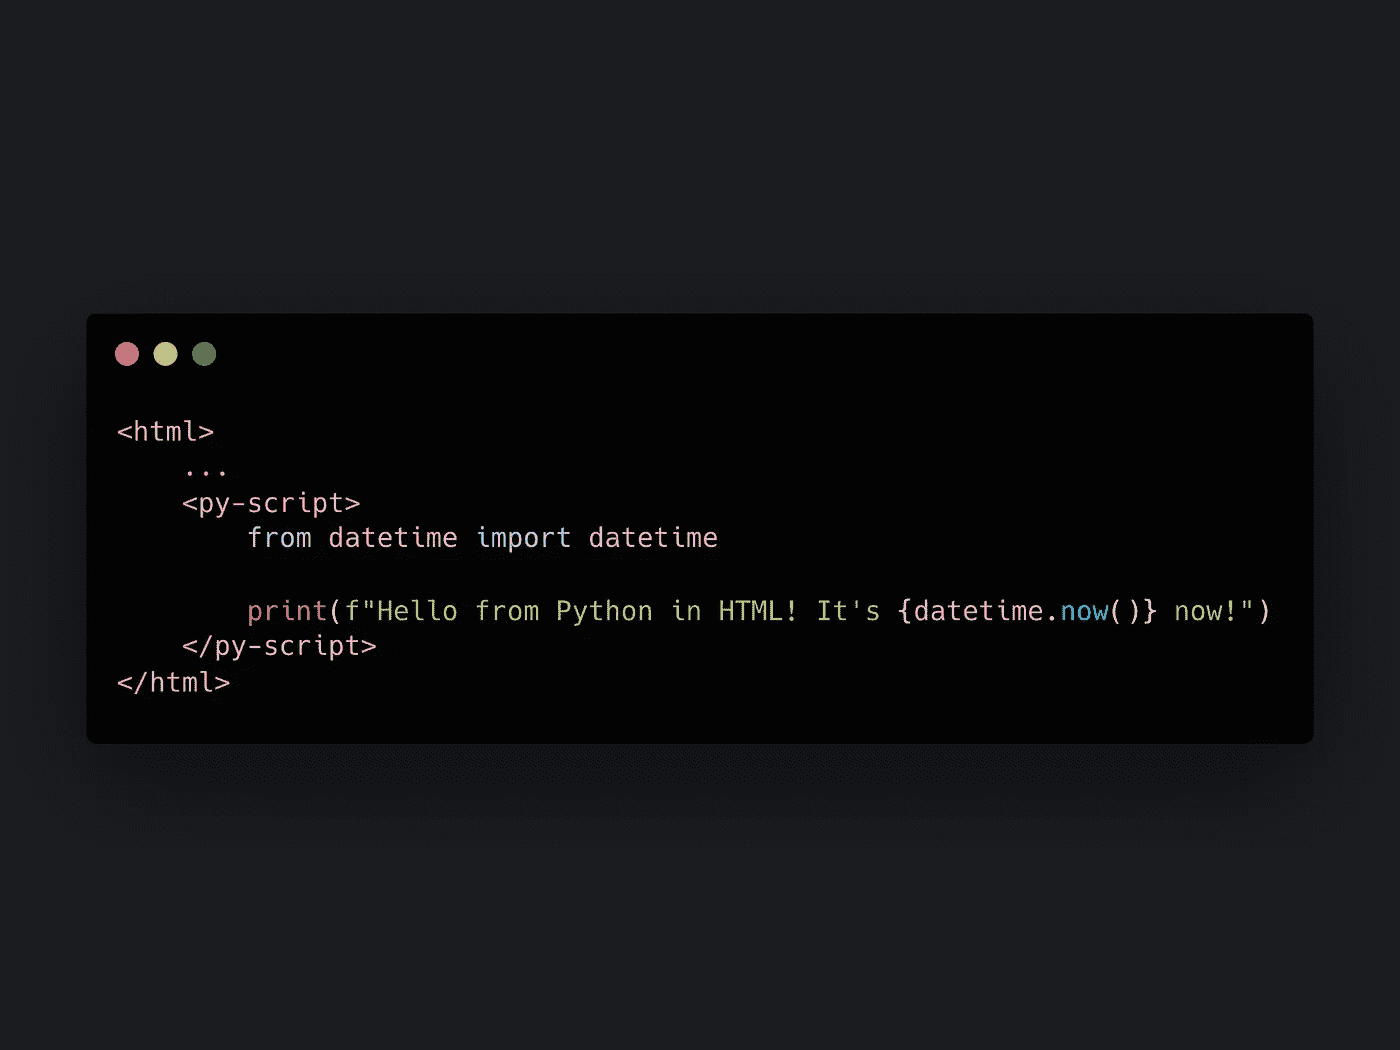 <html>
    ...
    <py-script>
        from datetime import datetime

        print(f"Hello from Python in HTML! It's {datetime.now()} now!")
    </py-script>
</html>